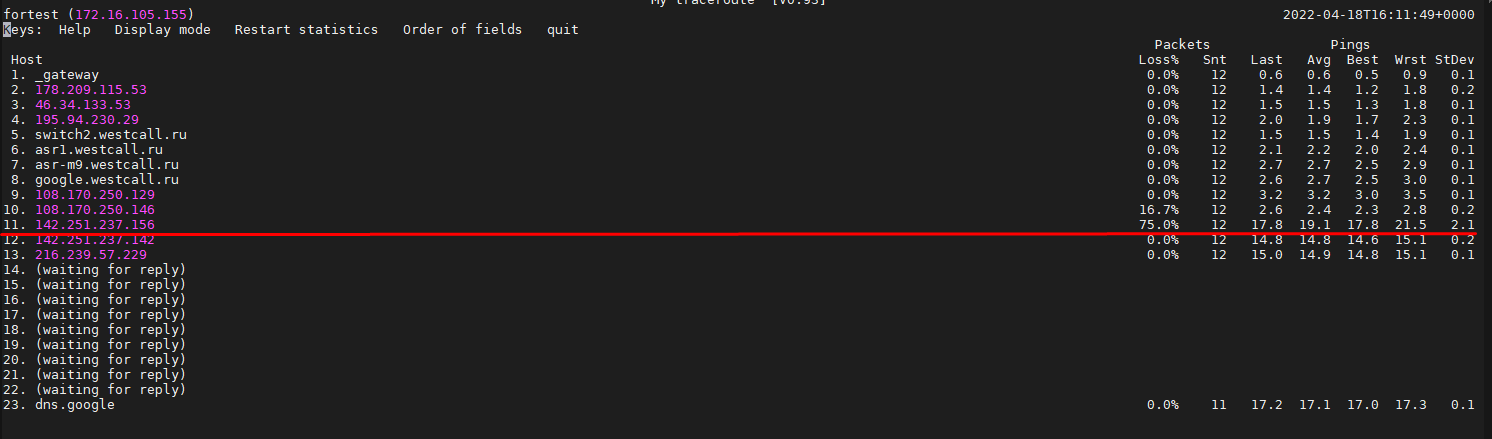 My traceroute [v0.93]
fortest (172.16.105.155) 2022-04-18T16:11:49+0000
Keys: Help Display mode Restart statistics Order of fields quit
Packets Pings
Host Loss% Snt Last Avg Best Wrst StDev
1. _gateway 0.0% 12 0.6 0.6 0.5 0.9 0.1
2. 178.209.115.53 0.0% 12 1.4 1.4 1.2 1.8 0.2
3. 46.34.133.53 0.0% 12 1.5 1.5 1.3 1.8 0.1
4. 195.94.230.29 0.0% 12 2.0 1.9 1.7 2.3 0.1
5. switch2.westcall.ru 0.0% 12 1.5 1.5 1.4 1.9 0.1
6. asr1.westcall.ru 0.0% 12 2.1 2.2 2.0 2.4 0.1
7. asr-m9.westcall.ru 0.0% 12 2.7 2.7 2.5 2.9 0.1
8. google.westcall.ru 0.0% 12 2.6 2.7 2.5 3.0 0.1
9. 108.170.250.129 0.0% 12 3.2 3.2 3.0 3.5 0.1
10. 108.170.250.146 16.7% 12 2.6 2.4 2.3 2.8 0.2
11. 142.251.237.156 75.0% 12 17.8 19.1 17.8 21.5 2.1
12. 142.251.237.142 0.0% 12 14.8 14.8 14.6 15.1 0.2
13. 216.239.57.229 0.0% 12 15.0 14.9 14.8 15.1 0.1
14. (waiting for reply)
15. (waiting for reply)
16. (waiting for reply)
17. (waiting for reply)
18. (waiting for reply)
19. (waiting for reply)
20. (waiting for reply)
21. (waiting for reply)
22. (waiting for reply)
23. dns.google 0.0% 11 17.2 17.1 17.0 17.3 0.1